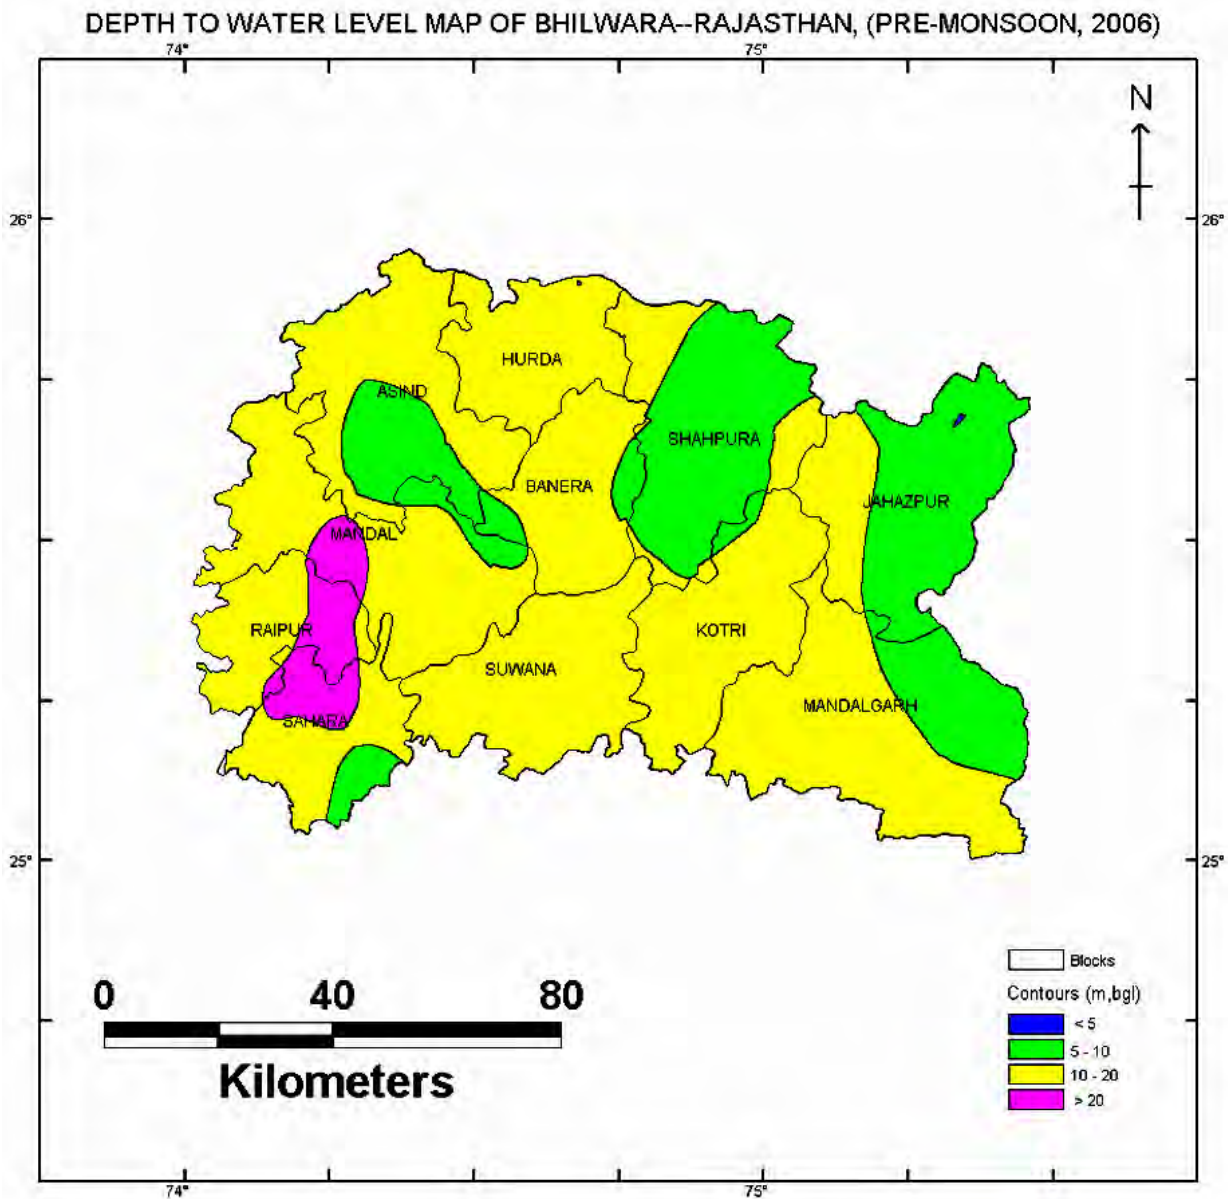 DEPTH TO WATER LEVEL MAP OF BHILWARA--RAJASTHAN, (PRE-MONSOON, 2006)
74° 75°
N
26° 26°
HURDA
ASIND
SHAHPURA
BANERA
JAHAZPUR
MANDAL
RAIPUR
KOTRI
SUWANA
MANDALGARH
SAHARA
25° 25°
Blocks
Contours (m,bgl)
< 5
5 - 10
10 - 20
> 20
0 40 80
Kilometers
74° 75°